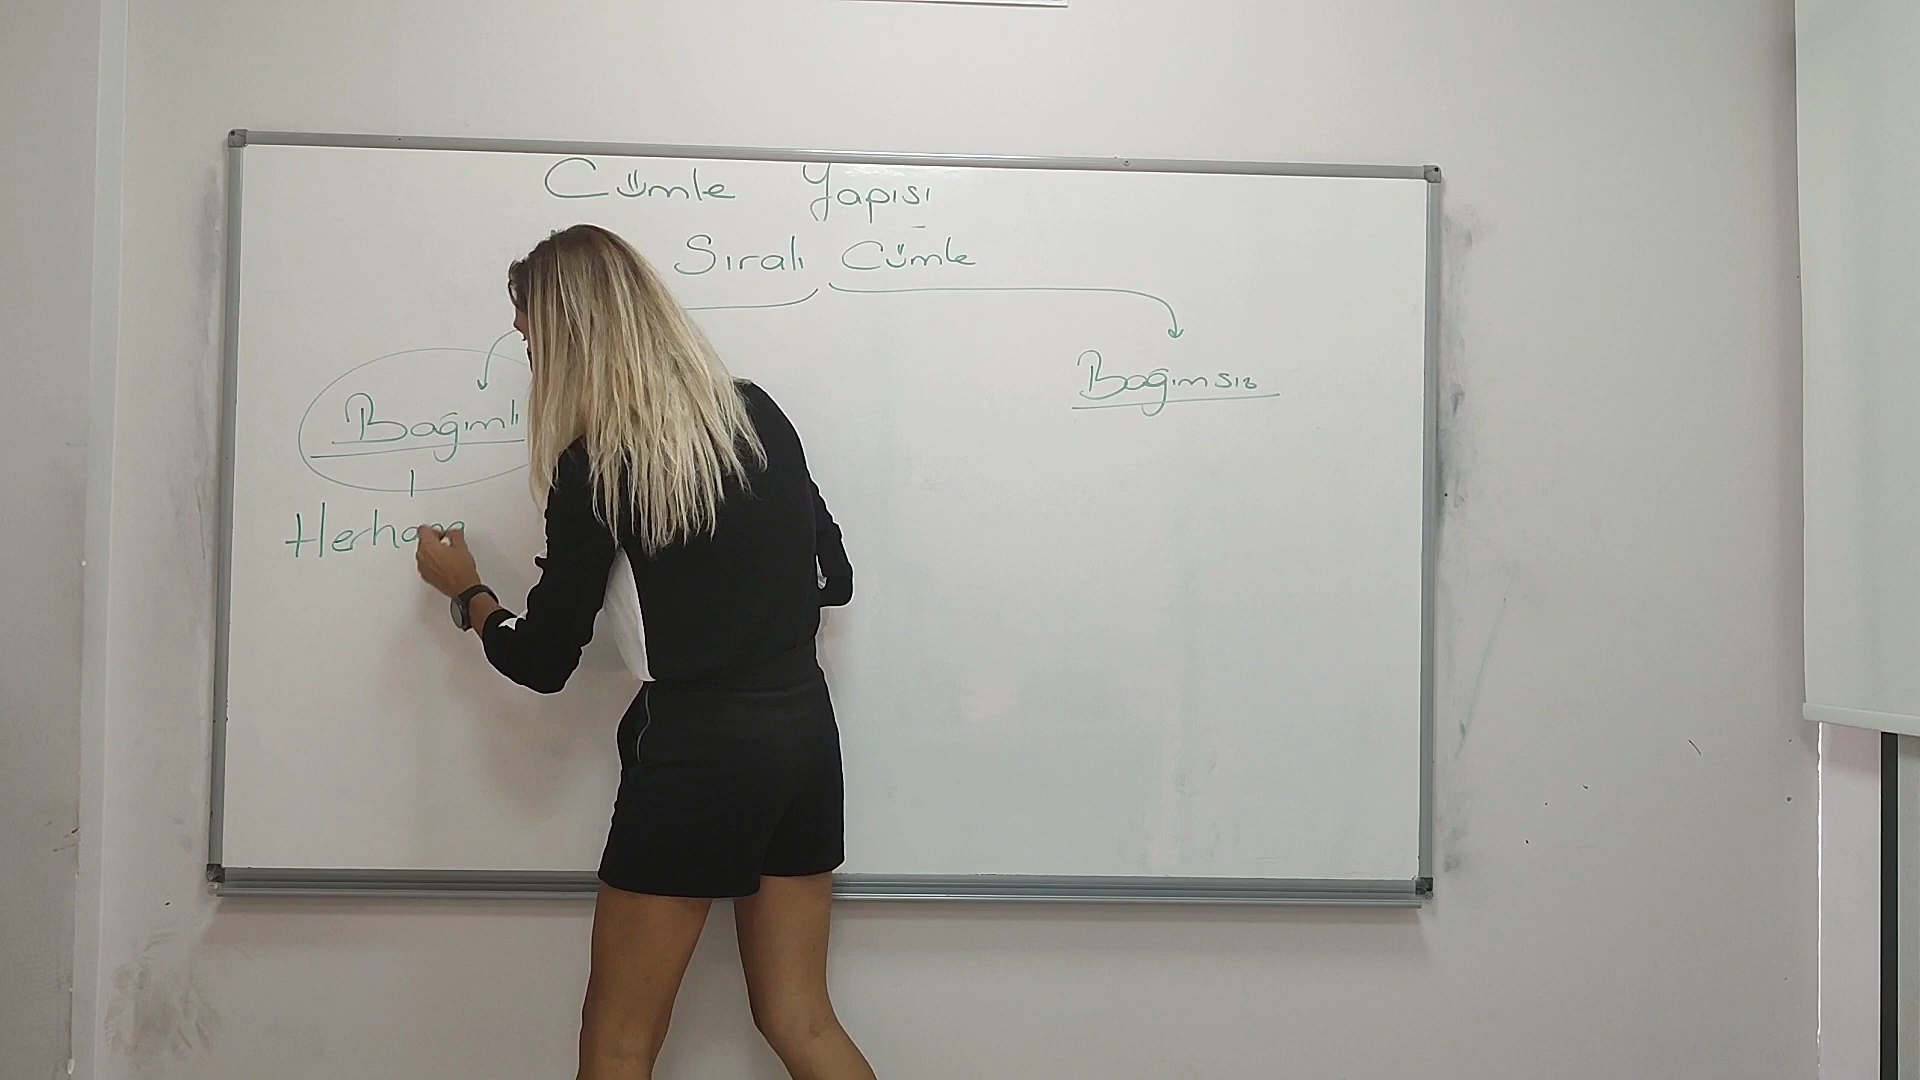 Cümle Yapısı
Sıralı Cümle
Bağımlı
Bağımsız